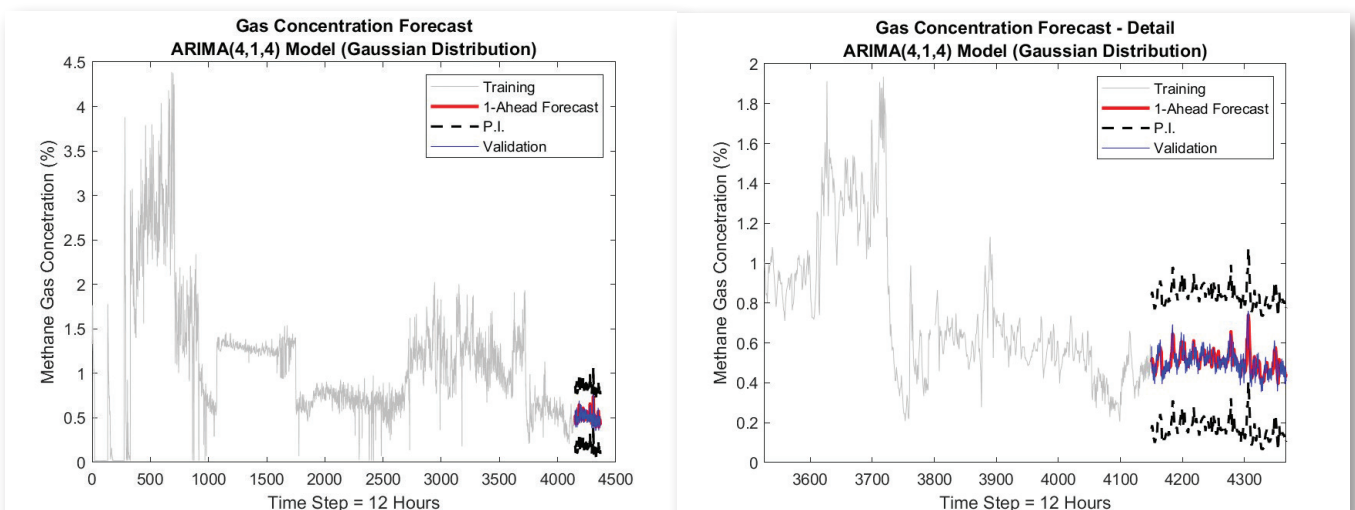 Gas Concentration Forecast
ARIMA(4,1,4) Model (Gaussian Distribution)
4.5
4
3.5
3
2.5
2
1.5
1
0.5
0
Methane Gas Concetration (%)
Training
1-Ahead Forecast
P.I.
Validation
0 500 1000 1500 2000 2500 3000 3500 4000 4500
Time Step = 12 Hours
Gas Concentration Forecast - Detail
ARIMA(4,1,4) Model (Gaussian Distribution)
2
1.8
1.6
1.4
1.2
1
0.8
0.6
0.4
0.2
0
Methane Gas Concetration (%)
Training
1-Ahead Forecast
P.I.
Validation
3600 3700 3800 3900 4000 4100 4200 4300
Time Step = 12 Hours